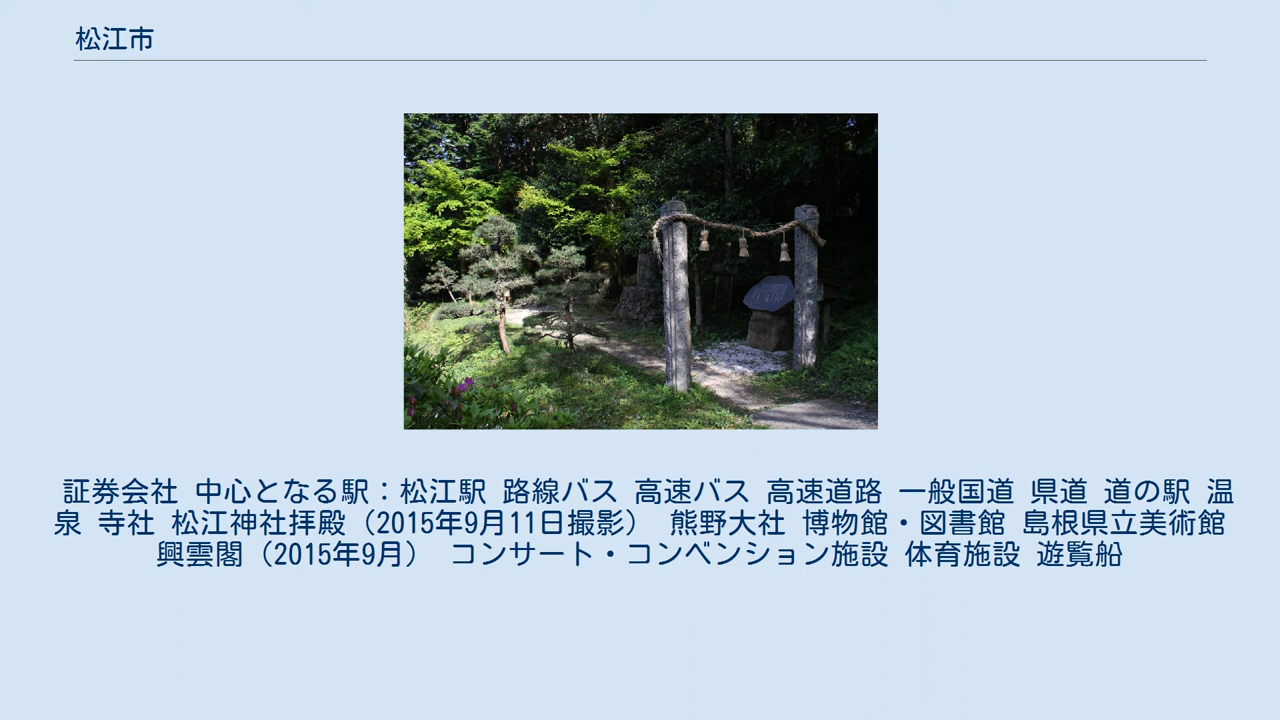 松江市
証券会社 中心となる駅：松江駅 路線バス 高速バス 高速道路 一般国道 県道 道の駅 温
泉 寺社 松江神社拝殿（2015年9月11日撮影） 熊野大社 博物館・図書館 島根県立美術館
興雲閣（2015年9月） コンサート・コンベンション施設 体育施設 遊覧船